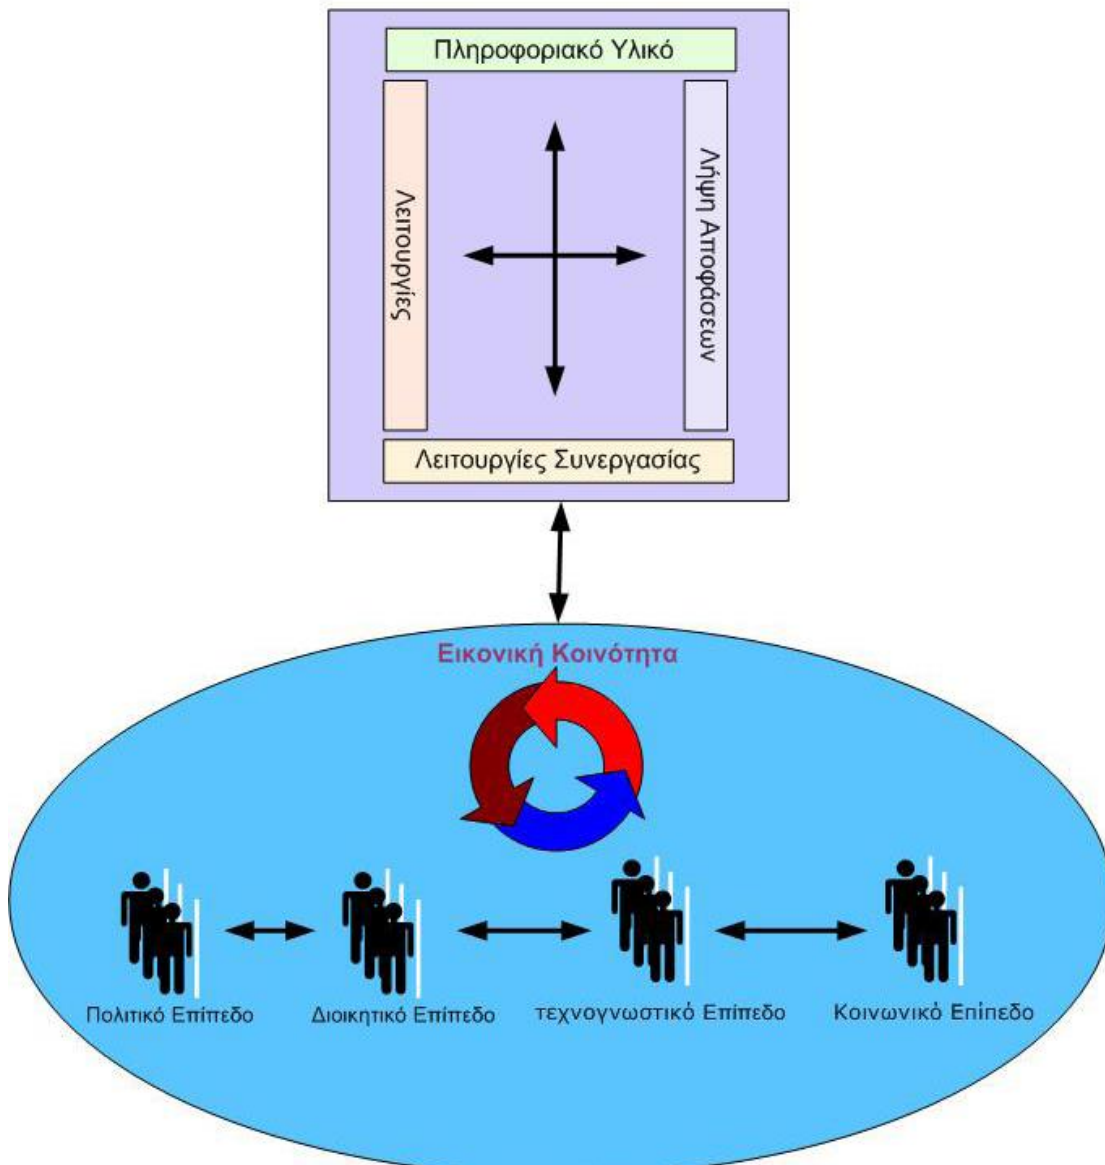 Πληροφοριακό Υλικό
Λειτουργίες
Λήψη Αποφάσεων
Λειτουργίες Συνεργασίας
Εικονική Κοινότητα
Πολιτικό Επίπεδο
Διοικητικό Επίπεδο
τεχνογνωστικό Επίπεδο
Κοινωνικό Επίπεδο